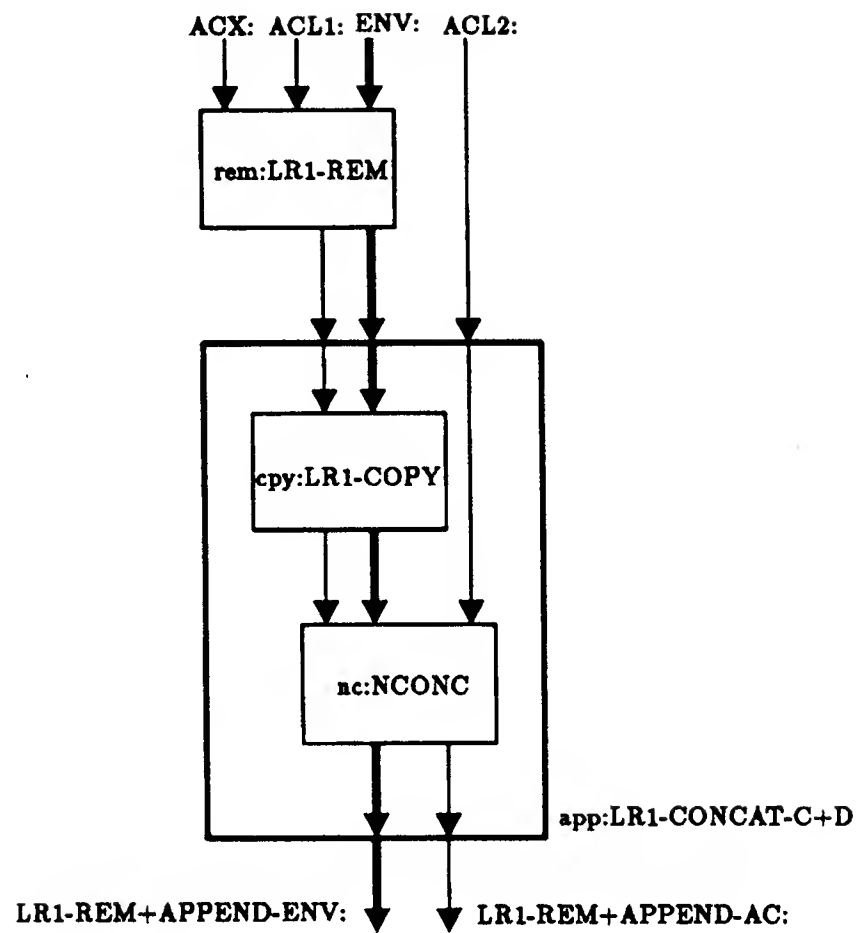 ACX: ACL1: ENV: ACL2:
rem:LR1-REM
cpy:LR1-COPY
nc:NCONC
app:LR1-CONCAT-C+D
LR1-REM+APPEND-ENV: LR1-REM+APPEND-AC: